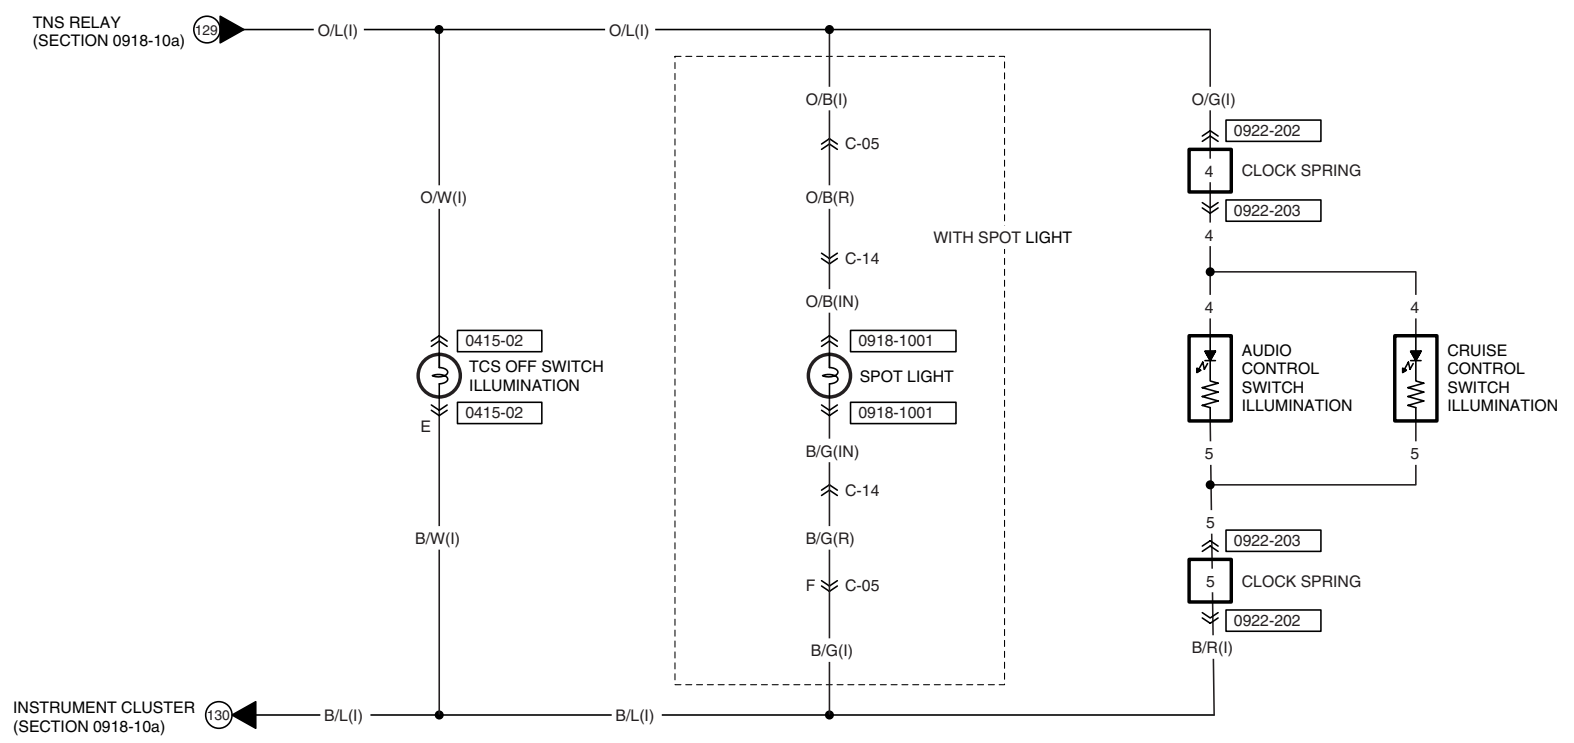 TNS RELAY
(SECTION 0918-10a)
129
O/L(I)
O/L(I)
O/B(I)
O/G(I)
0922-202
C-05
4
CLOCK SPRING
O/W(I)
O/B(R)
0922-203
WITH SPOT LIGHT
4
C-14
O/B(IN)
4
4
0415-02
0918-1001
TCS OFF SWITCH
ILLUMINATION
SPOT LIGHT
AUDIO
CONTROL
SWITCH
ILLUMINATION
CRUISE
CONTROL
SWITCH
ILLUMINATION
0415-02
0918-1001
E
B/G(IN)
5
5
C-14
5
B/W(I)
B/G(R)
0922-203
F
C-05
5
CLOCK SPRING
0922-202
B/G(I)
B/R(I)
INSTRUMENT CLUSTER
(SECTION 0918-10a)
130
B/L(I)
B/L(I)